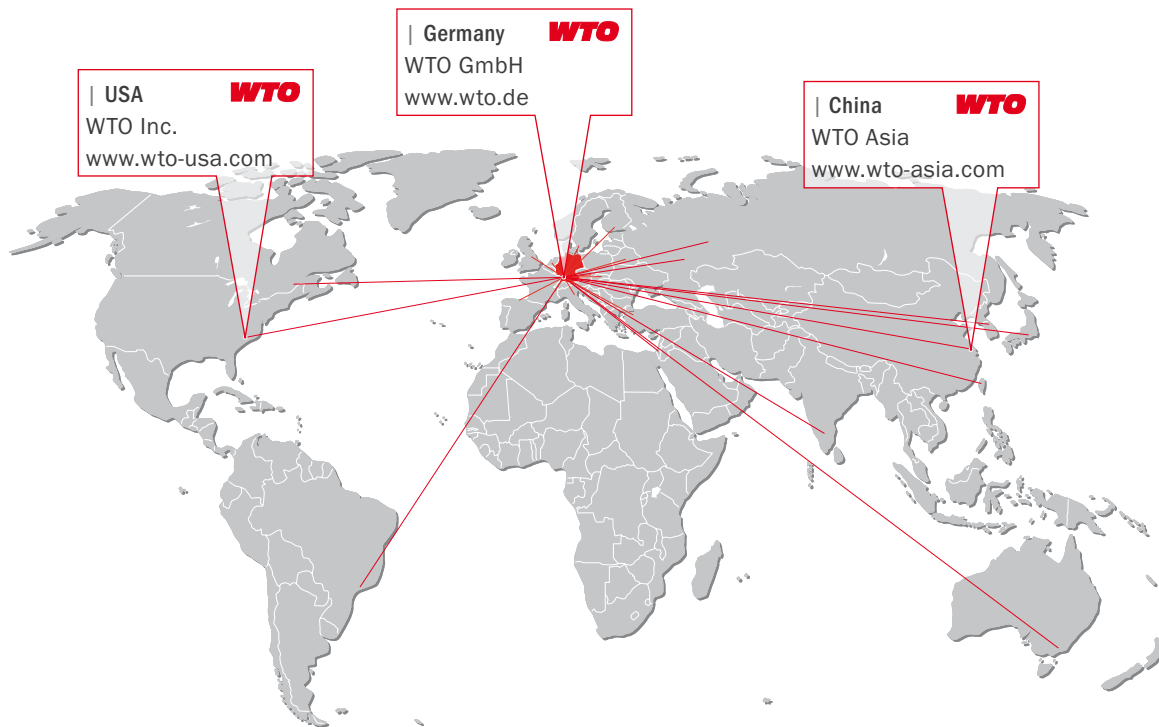 | Germany WTO
WTO GmbH
www.wto.de
| USA WTO
WTO Inc.
www.wto-usa.com
| China WTO
WTO Asia
www.wto-asia.com